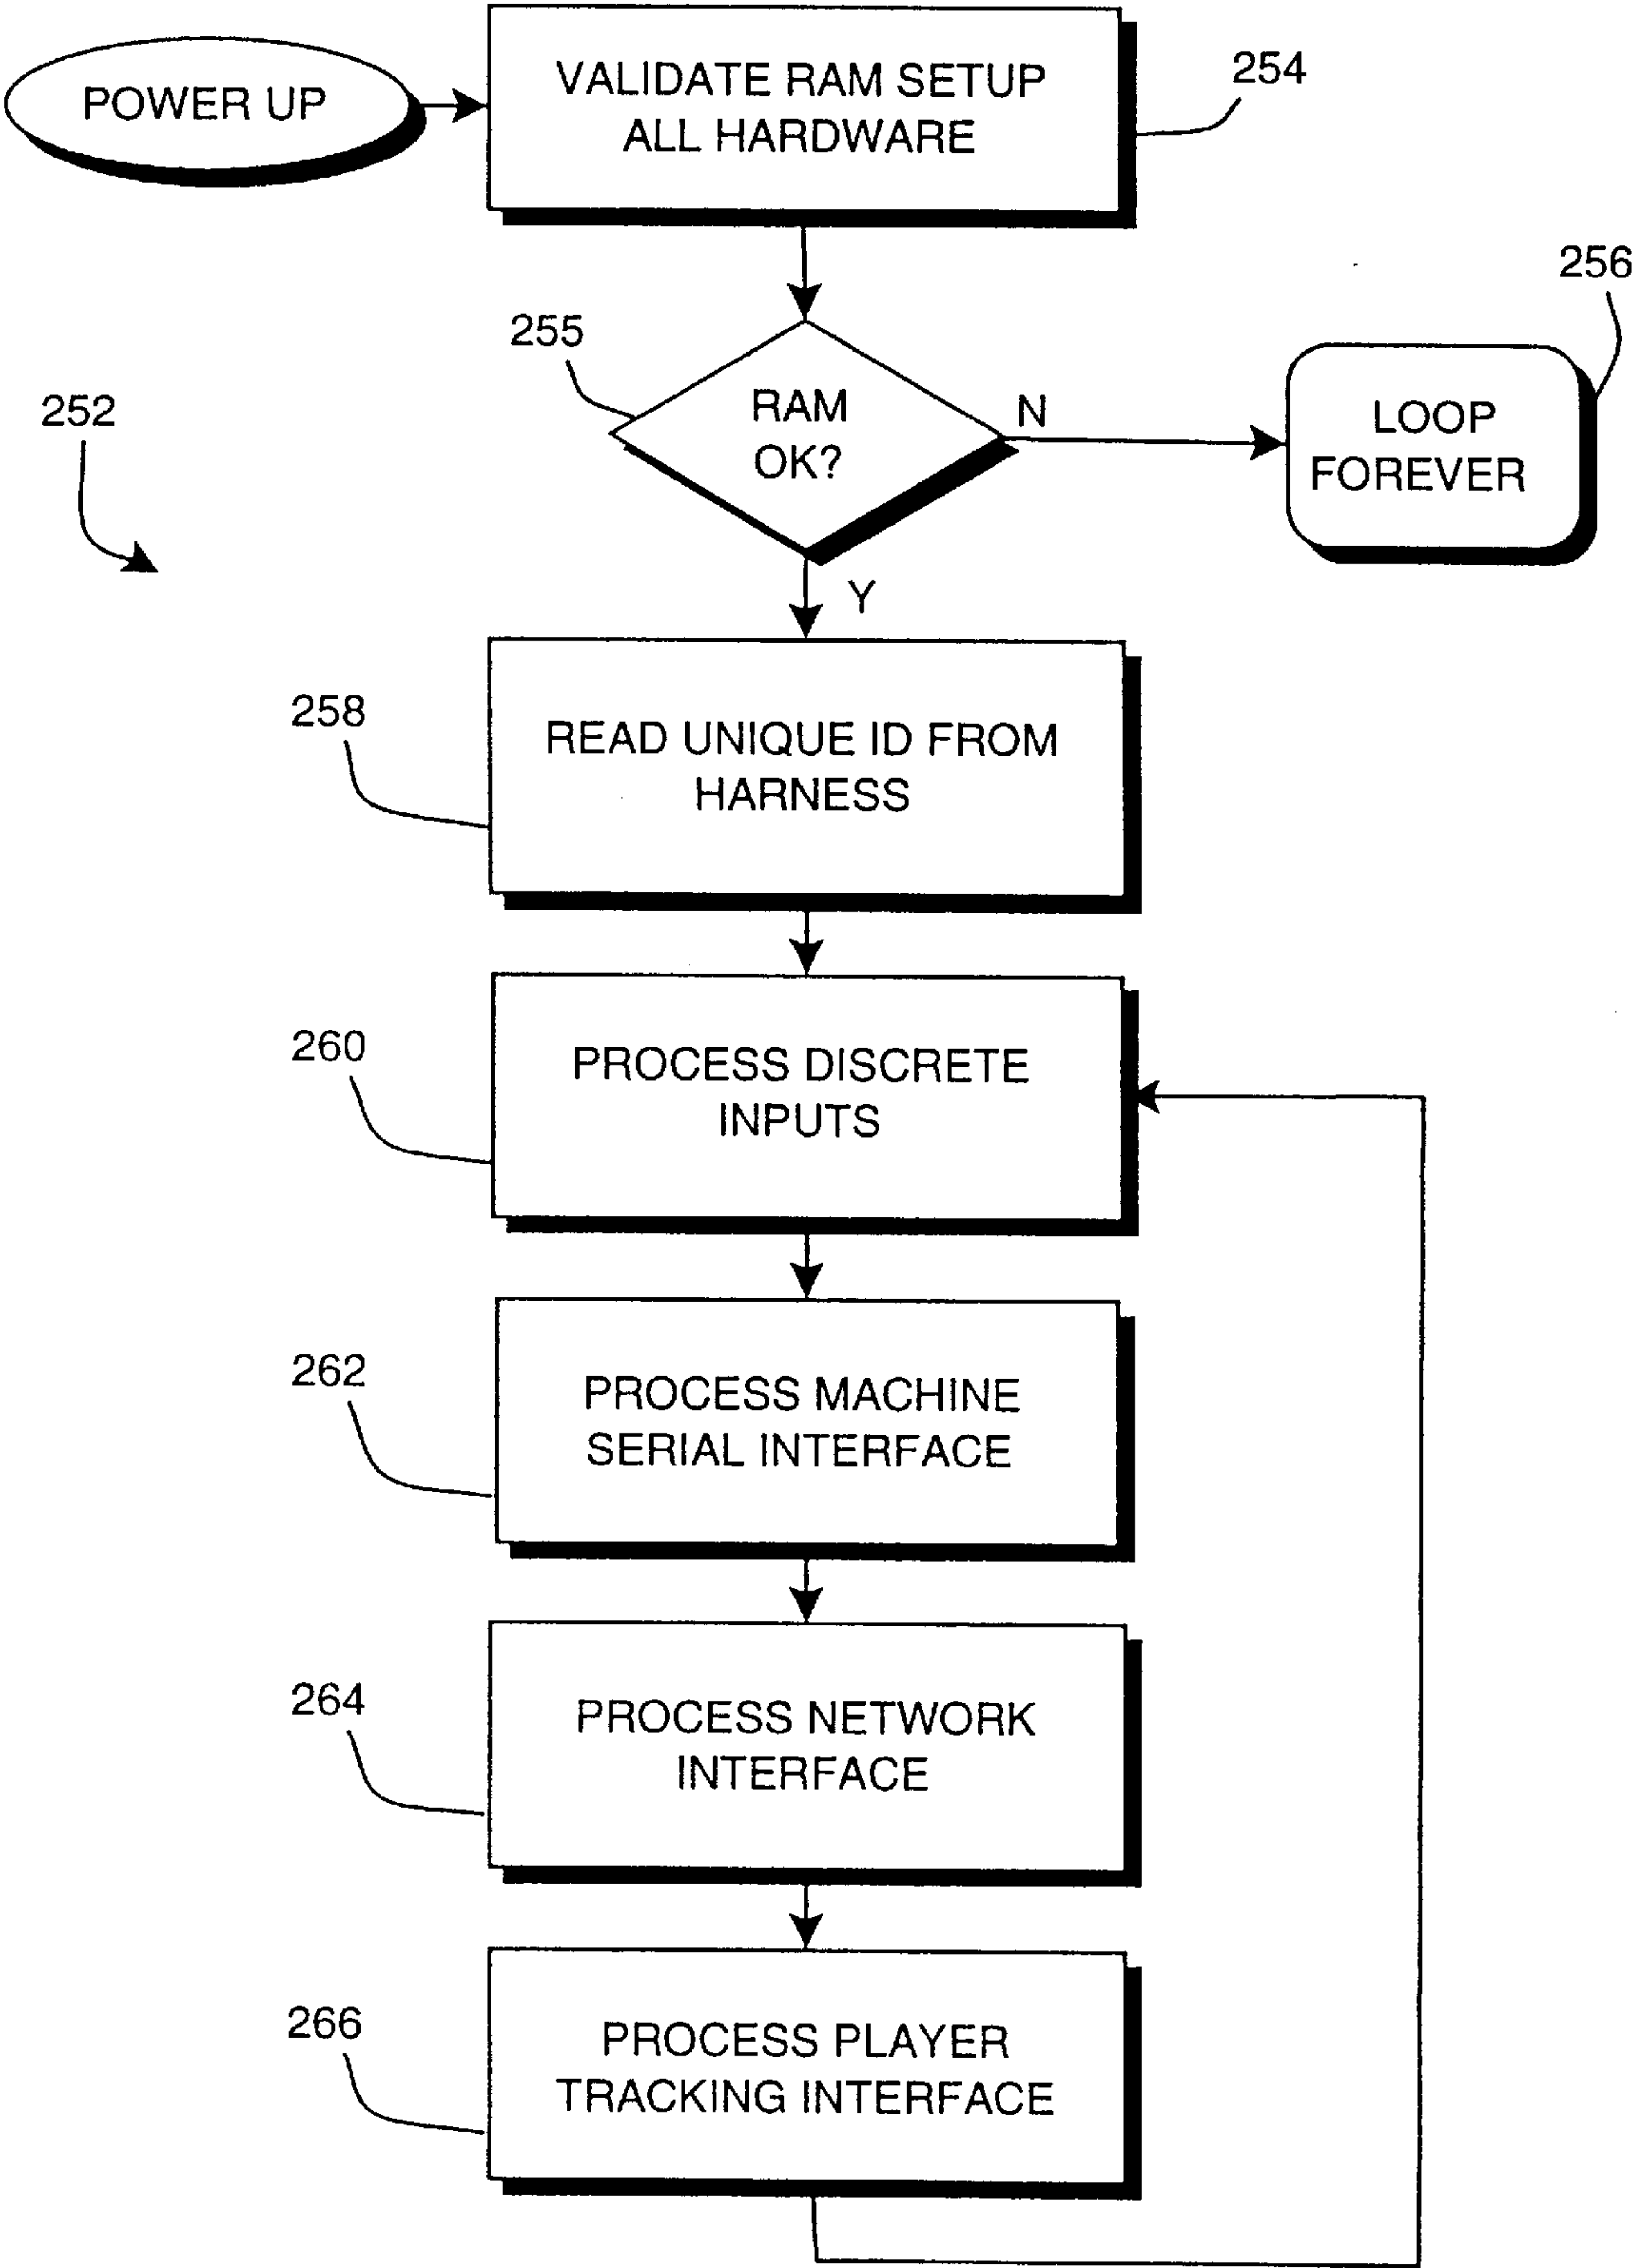 POWER UP
VALIDATE RAM SETUP
ALL HARDWARE
254
255
RAM
OK?
N
256
LOOP
FOREVER
252
Y
258
READ UNIQUE ID FROM
HARNESS
260
PROCESS DISCRETE
INPUTS
262
PROCESS MACHINE
SERIAL INTERFACE
264
PROCESS NETWORK
INTERFACE
266
PROCESS PLAYER
TRACKING INTERFACE